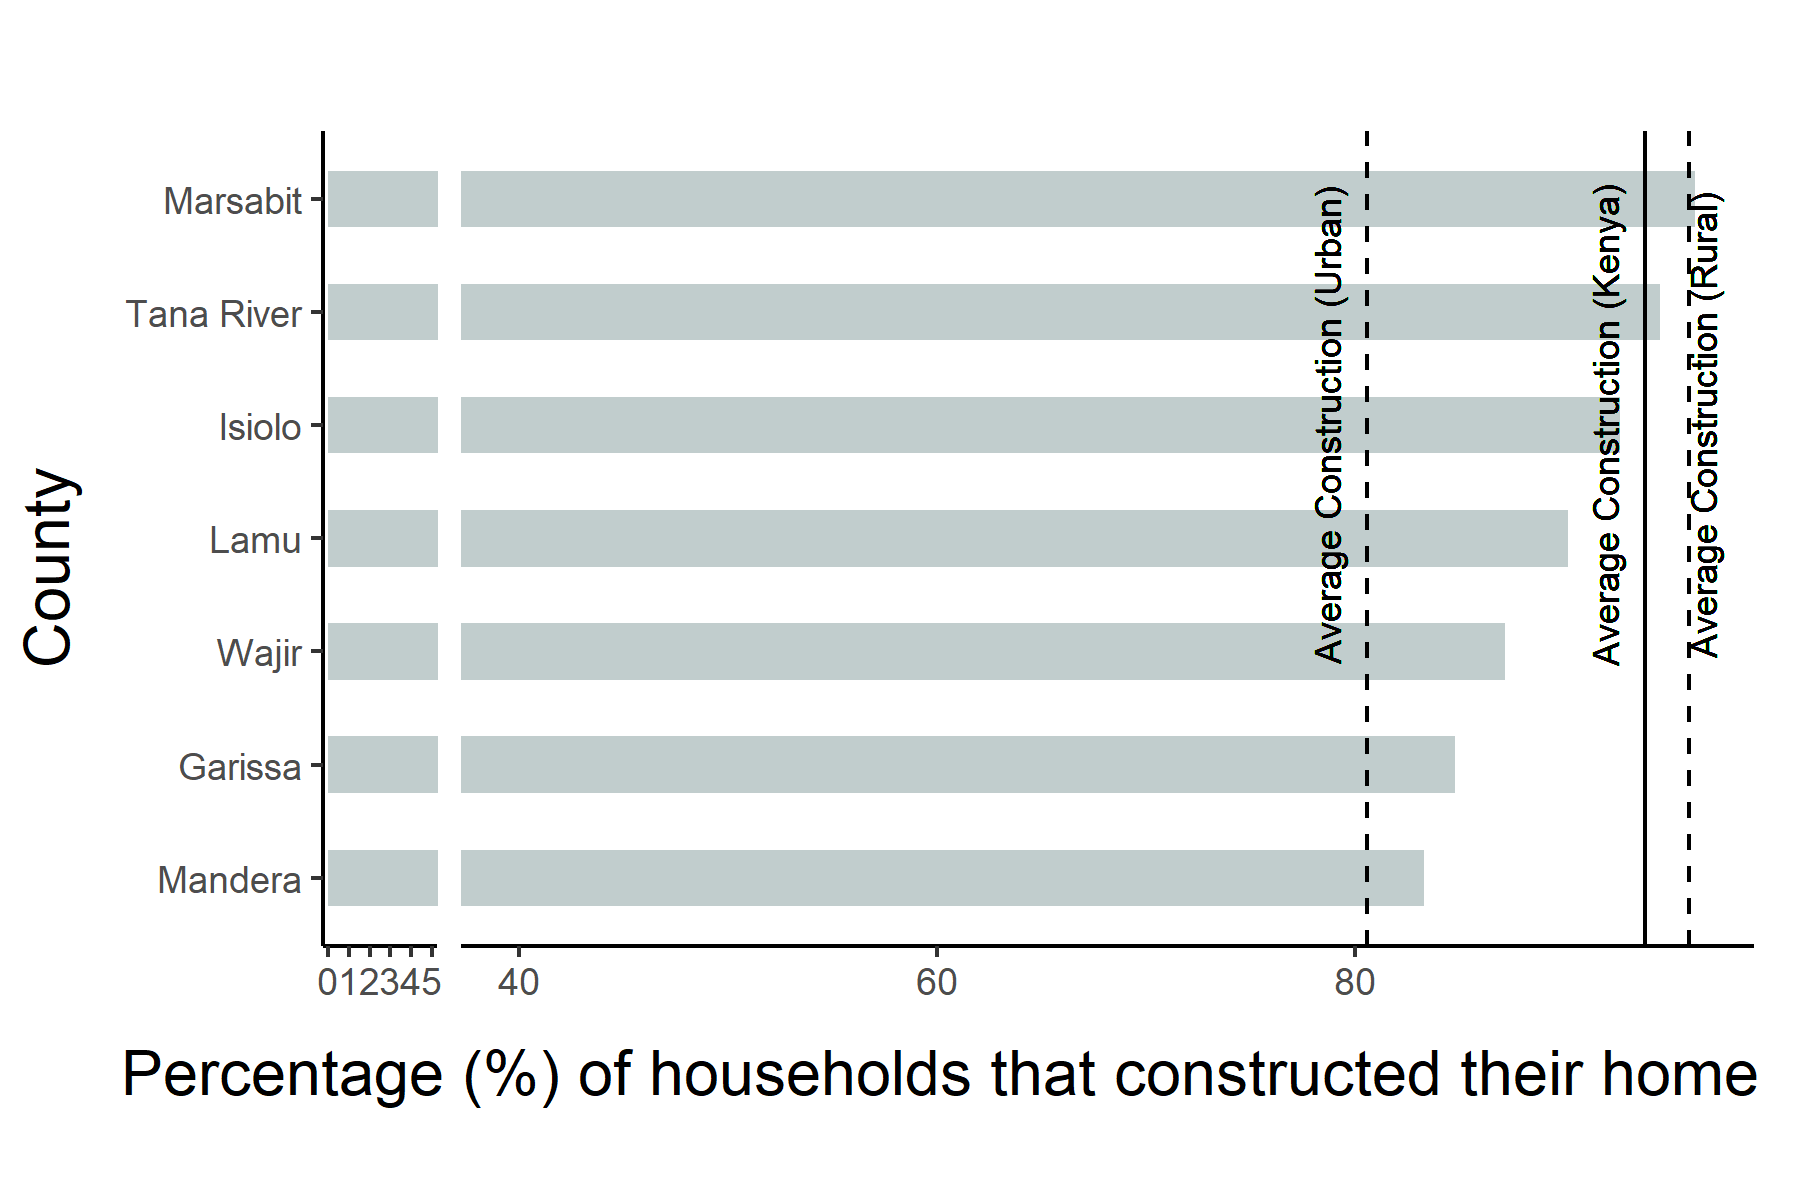 County
Marsabit
Tana River
Isiolo
Lamu
Wajir
Garissa
Mandera
Average Construction (Urban)
Average Construction (Kenya)
Average Construction (Rural)
0 1 2 3 4 5 40 60 80
Percentage (%) of households that constructed their home